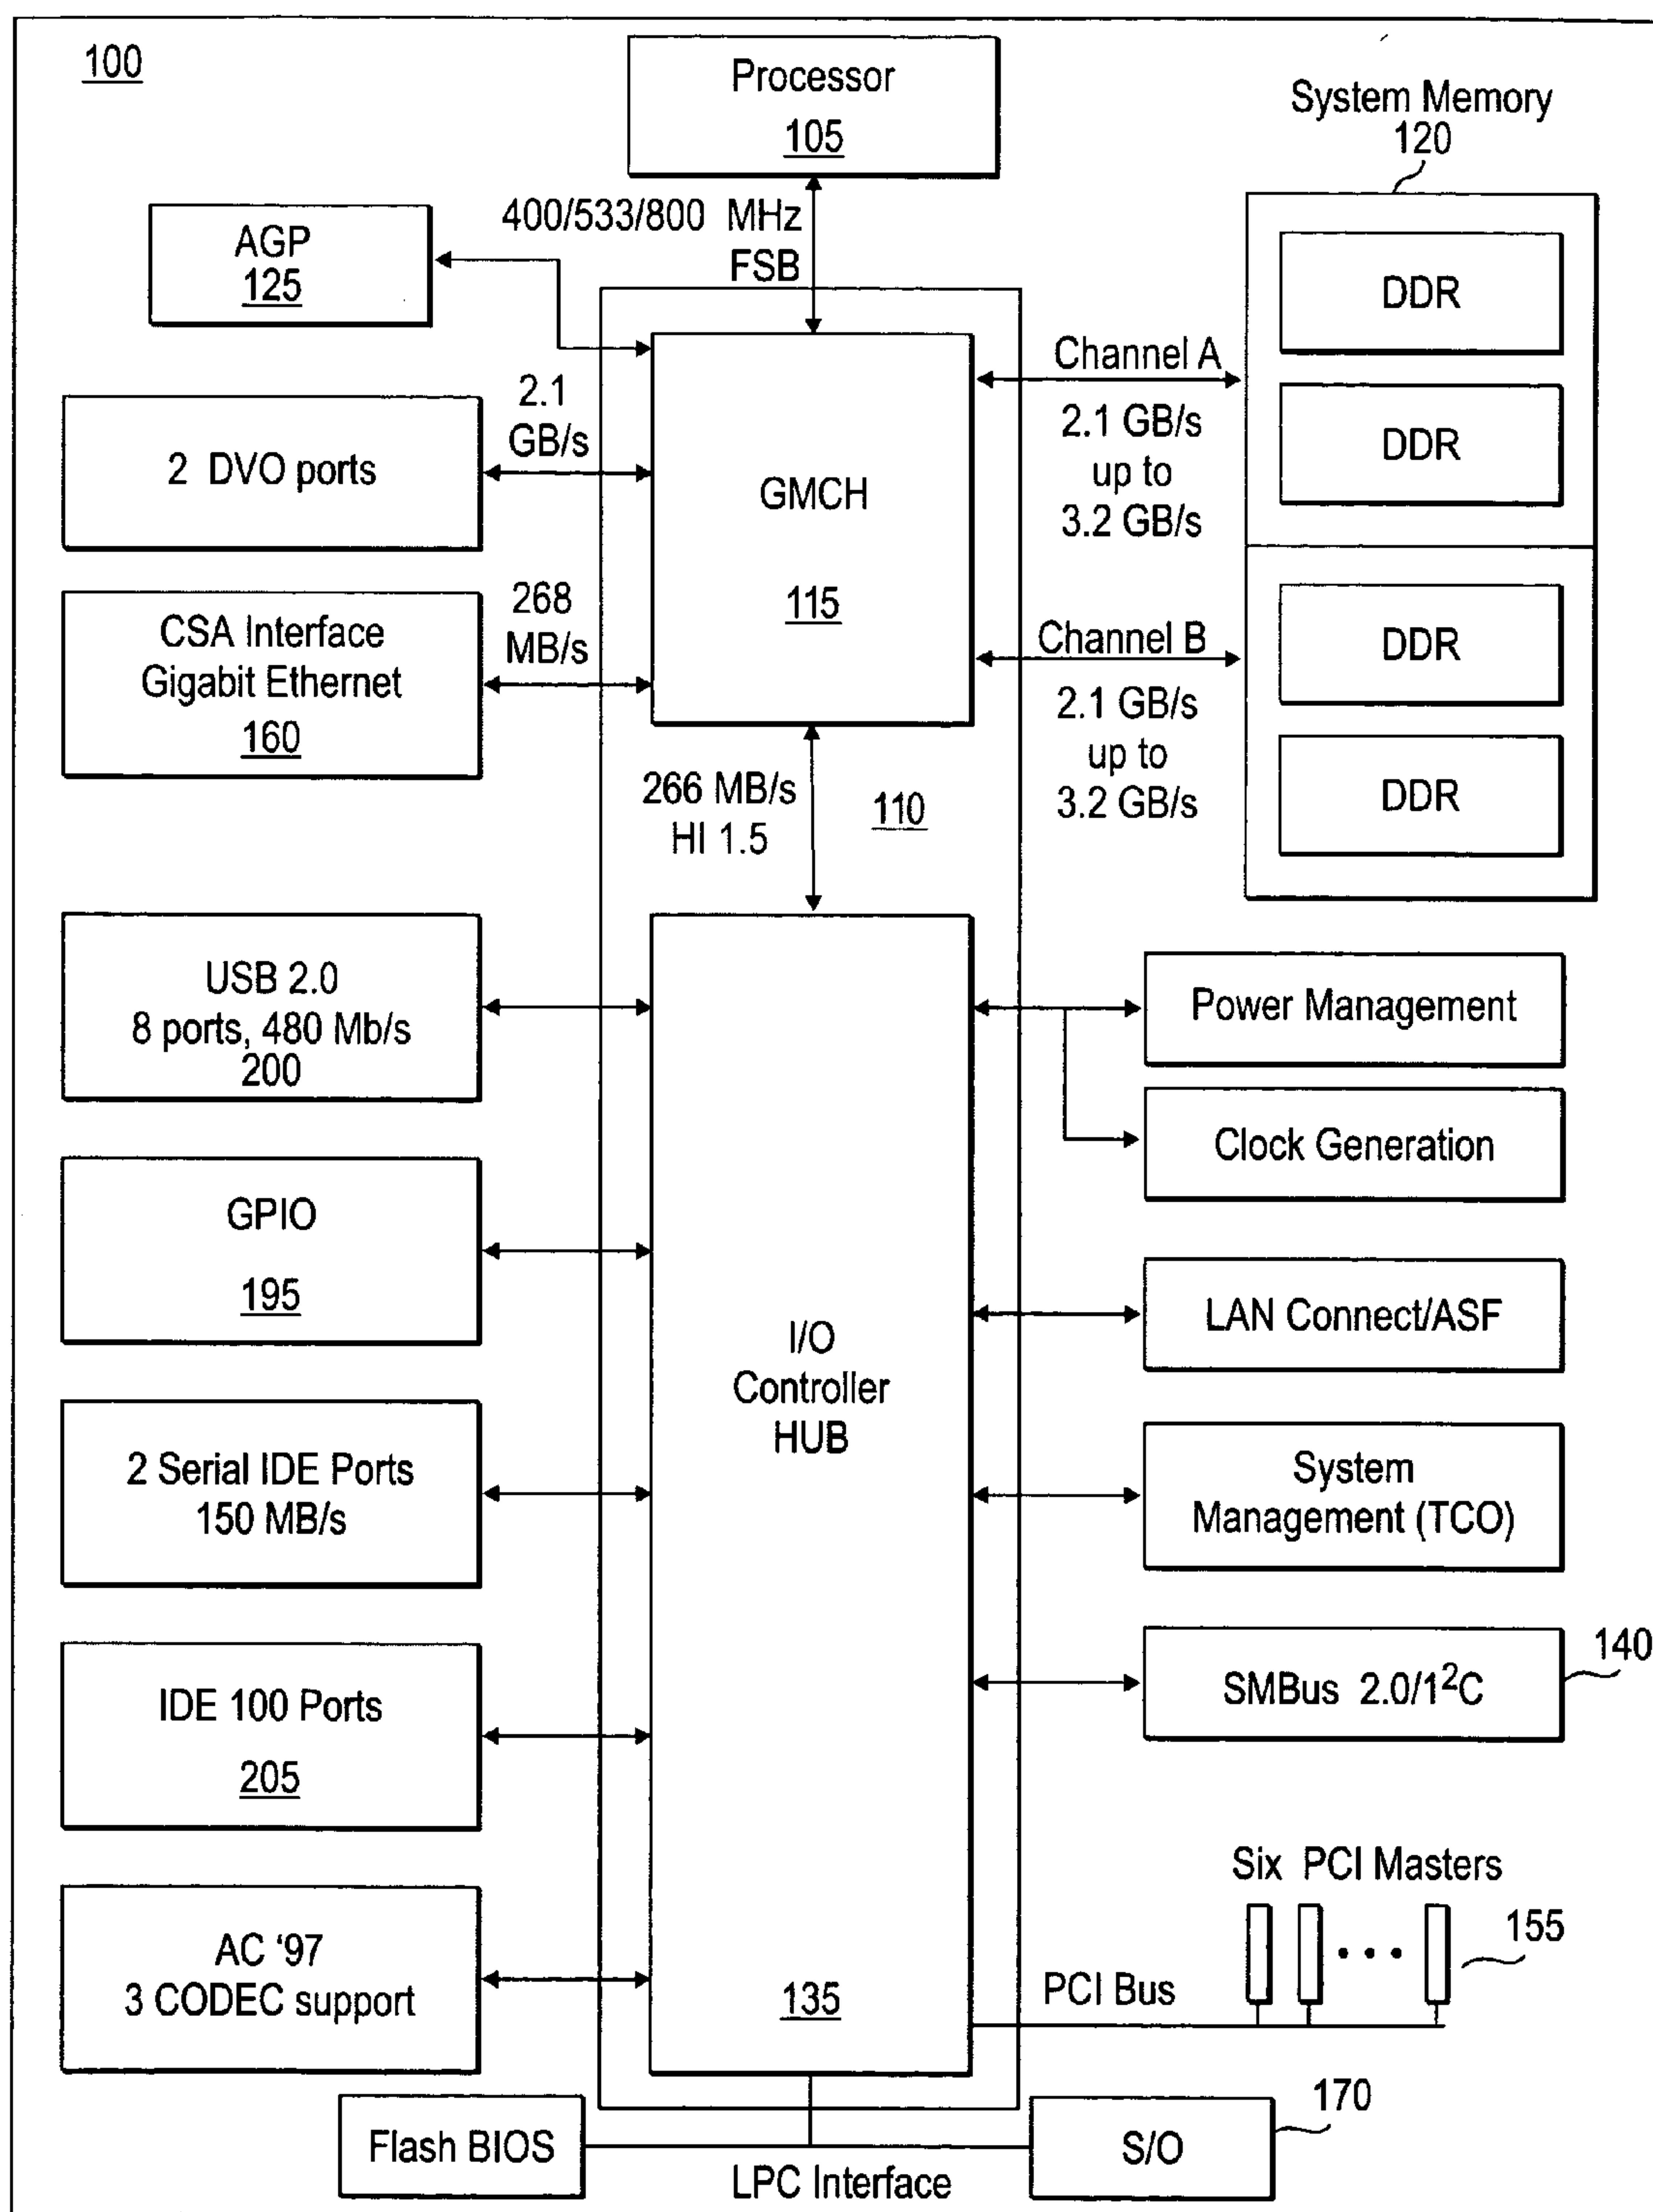 100
Processor
105
System Memory
120
400/533/800 MHz
FSB
AGP
125
DDR
DDR
DDR
DDR
2.1
GB/s
2 DVO ports
GMCH
115
Channel A
2.1 GB/s
up to
3.2 GB/s
268
MB/s
CSA Interface
Gigabit Ethernet
160
Channel B
2.1 GB/s
up to
3.2 GB/s
266 MB/s
HI 1.5
110
USB 2.0
8 ports, 480 Mb/s
200
Power Management
Clock Generation
GPIO
195
LAN Connect/ASF
I/O
Controller
HUB
135
2 Serial IDE Ports
150 MB/s
System
Management (TCO)
IDE 100 Ports
205
SMBus 2.0/1²C
140
Six PCI Masters
155
PCI Bus
AC ‘97
3 CODEC support
Flash BIOS
LPC Interface
S/O
170